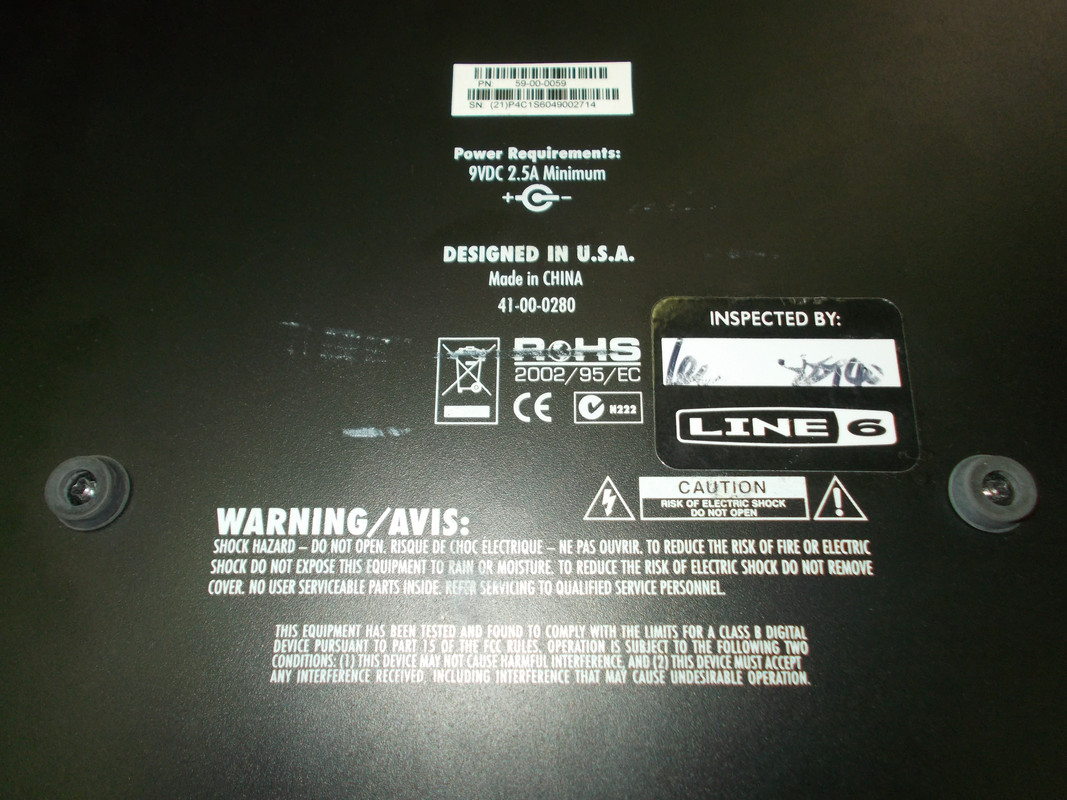 PN: 59-00-0059
SN: (21)P4C1S6049002714
Power Requirements:
9VDC 2.5A Minimum
+ −
DESIGNED IN U.S.A.
Made in CHINA
41-00-0280
INSPECTED BY:
RoHS
2002/95/EC
CE
N222
LINE 6
CAUTION
RISK OF ELECTRIC SHOCK
DO NOT OPEN
WARNING/AVIS:
SHOCK HAZARD – DO NOT OPEN. RISQUE DE CHOC ELECTRIQUE – NE PAS OUVRIR. TO REDUCE THE RISK OF FIRE OR ELECTRIC
SHOCK DO NOT EXPOSE THIS EQUIPMENT TO RAIN OR MOISTURE. TO REDUCE THE RISK OF ELECTRIC SHOCK DO NOT REMOVE
COVER. NO USER SERVICEABLE PARTS INSIDE. REFER SERVICING TO QUALIFIED SERVICE PERSONNEL.
THIS EQUIPMENT HAS BEEN TESTED AND FOUND TO COMPLY WITH THE LIMITS FOR A CLASS B DIGITAL
DEVICE PURSUANT TO PART 15 OF THE FCC RULES. OPERATION IS SUBJECT TO THE FOLLOWING TWO
CONDITIONS: (1) THIS DEVICE MAY NOT CAUSE HARMFUL INTERFERENCE, AND (2) THIS DEVICE MUST ACCEPT
ANY INTERFERENCE RECEIVED, INCLUDING INTERFERENCE THAT MAY CAUSE UNDESIRABLE OPERATION.